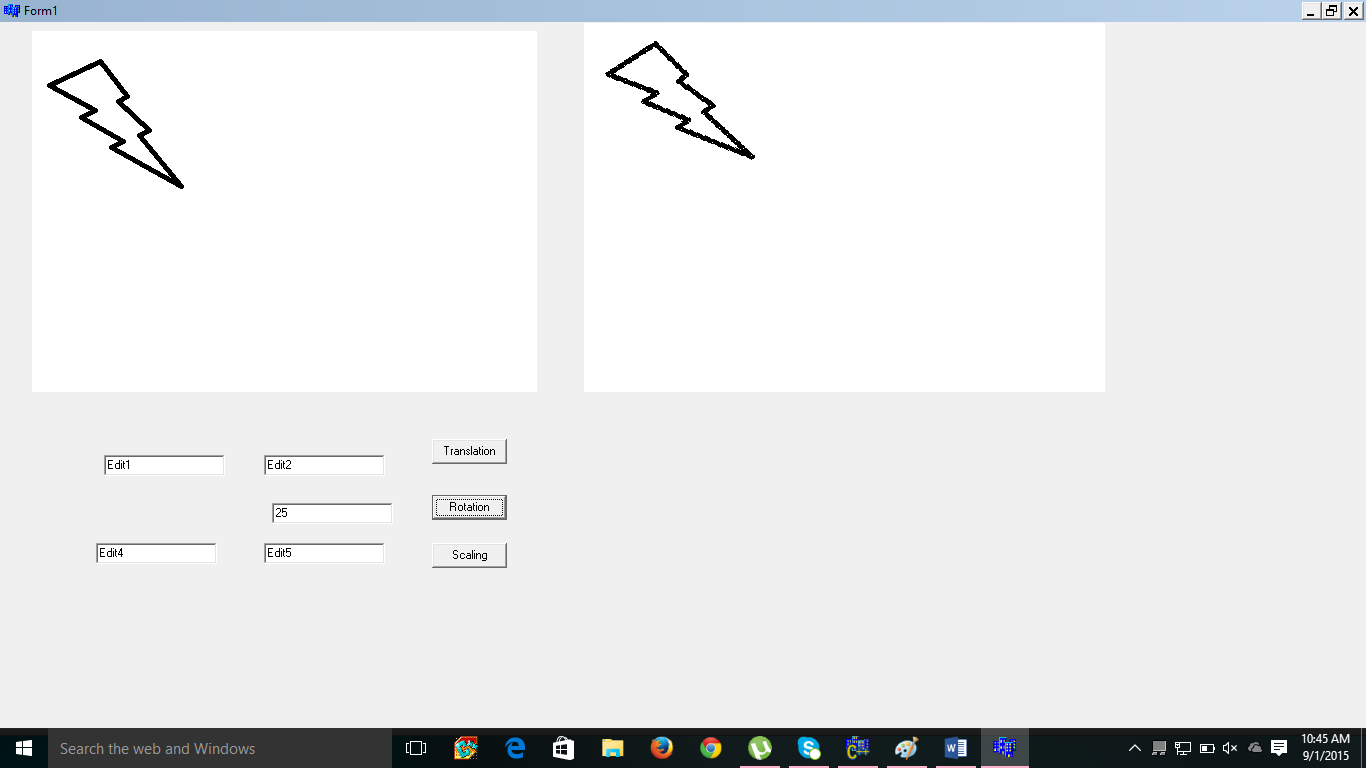 Form1
Translation
Edit1
Edit2
25
Rotation
Edit4
Edit5
Scaling
Search the web and Windows
10:45 AM
9/1/2015